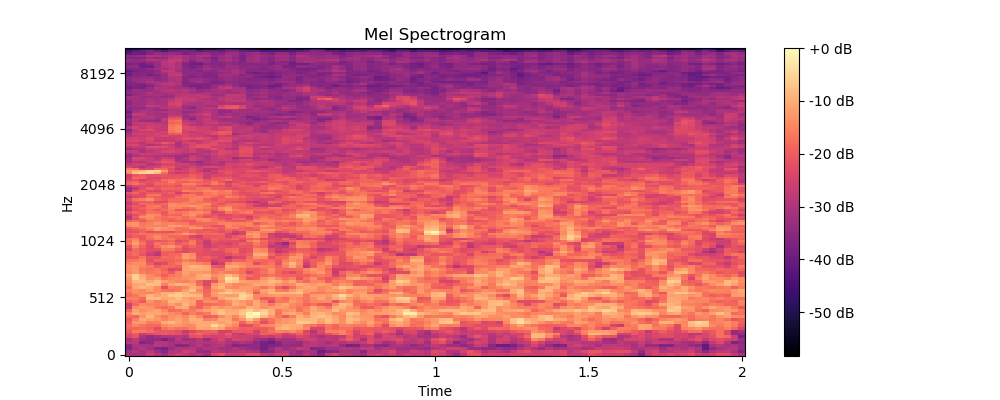 Mel Spectrogram
8192
4096
2048
1024
512
0
Hz
0
0.5
1
1.5
2
Time
+0 dB
-10 dB
-20 dB
-30 dB
-40 dB
-50 dB